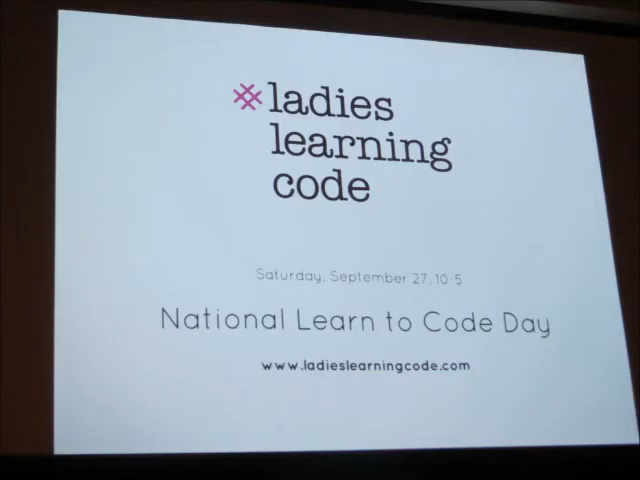 ladies
learning
code
Saturday, September 27, 10-5
National Learn to Code Day
www.ladieslearningcode.com